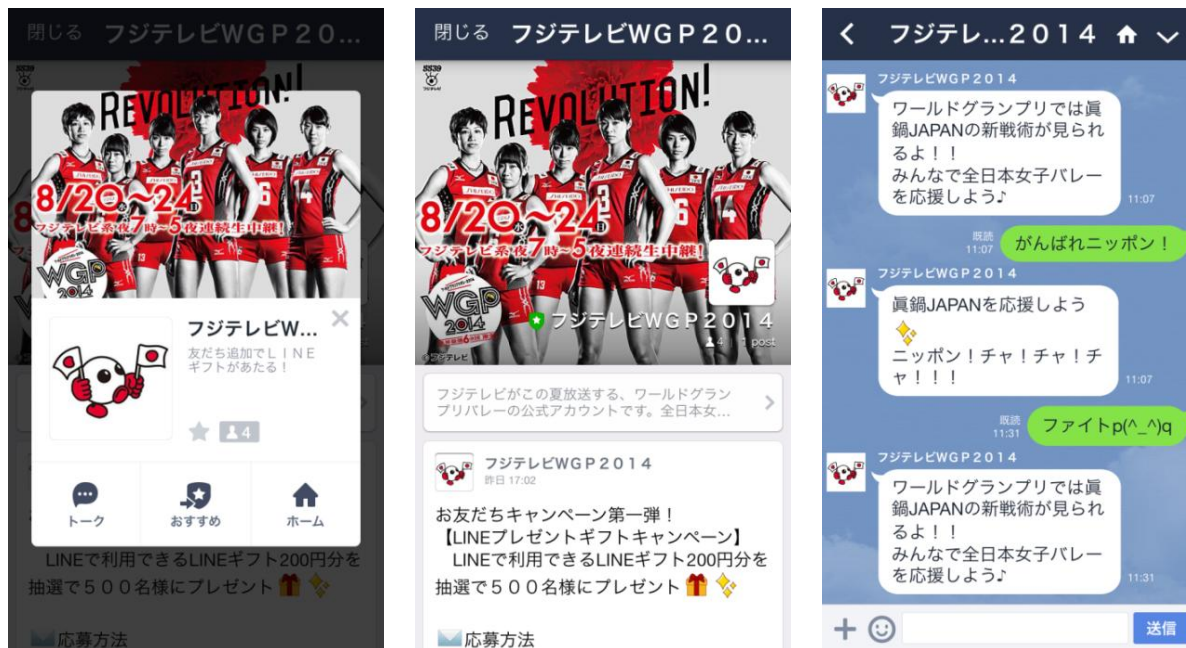 閉じる フジテレビWGP20...
REVOLUTION!
8/20水〜24日
フジテレビ系夜7時〜5夜連続生中継!
WGP
2014
フジテレビW...
友だち追加でLINE
ギフトがあたる!
4
トーク
おすすめ
ホーム
LINEで利用できるLINEギフト200円分を
抽選で500名様にプレゼント🎁✨
応募方法
閉じる フジテレビWGP20...
REVOLUTION!
8/20水〜24日
フジテレビ系夜7時〜5夜連続生中継!
WGP
2014
フジテレビWGP2014
4 | 1 post
©フジテレビ
フジテレビがこの夏放送する、ワールドグラン
プリバレーの公式アカウントです。全日本女...
フジテレビWGP2014
昨日 17:02
お友だちキャンペーン第一弾!
【LINEプレゼントギフトキャンペーン】
LINEで利用できるLINEギフト200円分を
抽選で500名様にプレゼント🎁✨
✉️応募方法
フジテレ...2014
フジテレビWGP2014
ワールドグランプリでは眞
鍋JAPANの新戦術が見られ
るよ!!
みんなで全日本女子バレー
を応援しよう♪
11:07
既読
11:07
がんばれニッポン!
フジテレビWGP2014
眞鍋JAPANを応援しよう
✨
ニッポン!チャ!チャ!チ
ャ!!!
11:07
既読
11:31
ファイトp(^_^)q
フジテレビWGP2014
ワールドグランプリでは眞
鍋JAPANの新戦術が見られ
るよ!!
みんなで全日本女子バレー
を応援しよう♪
11:31
送信